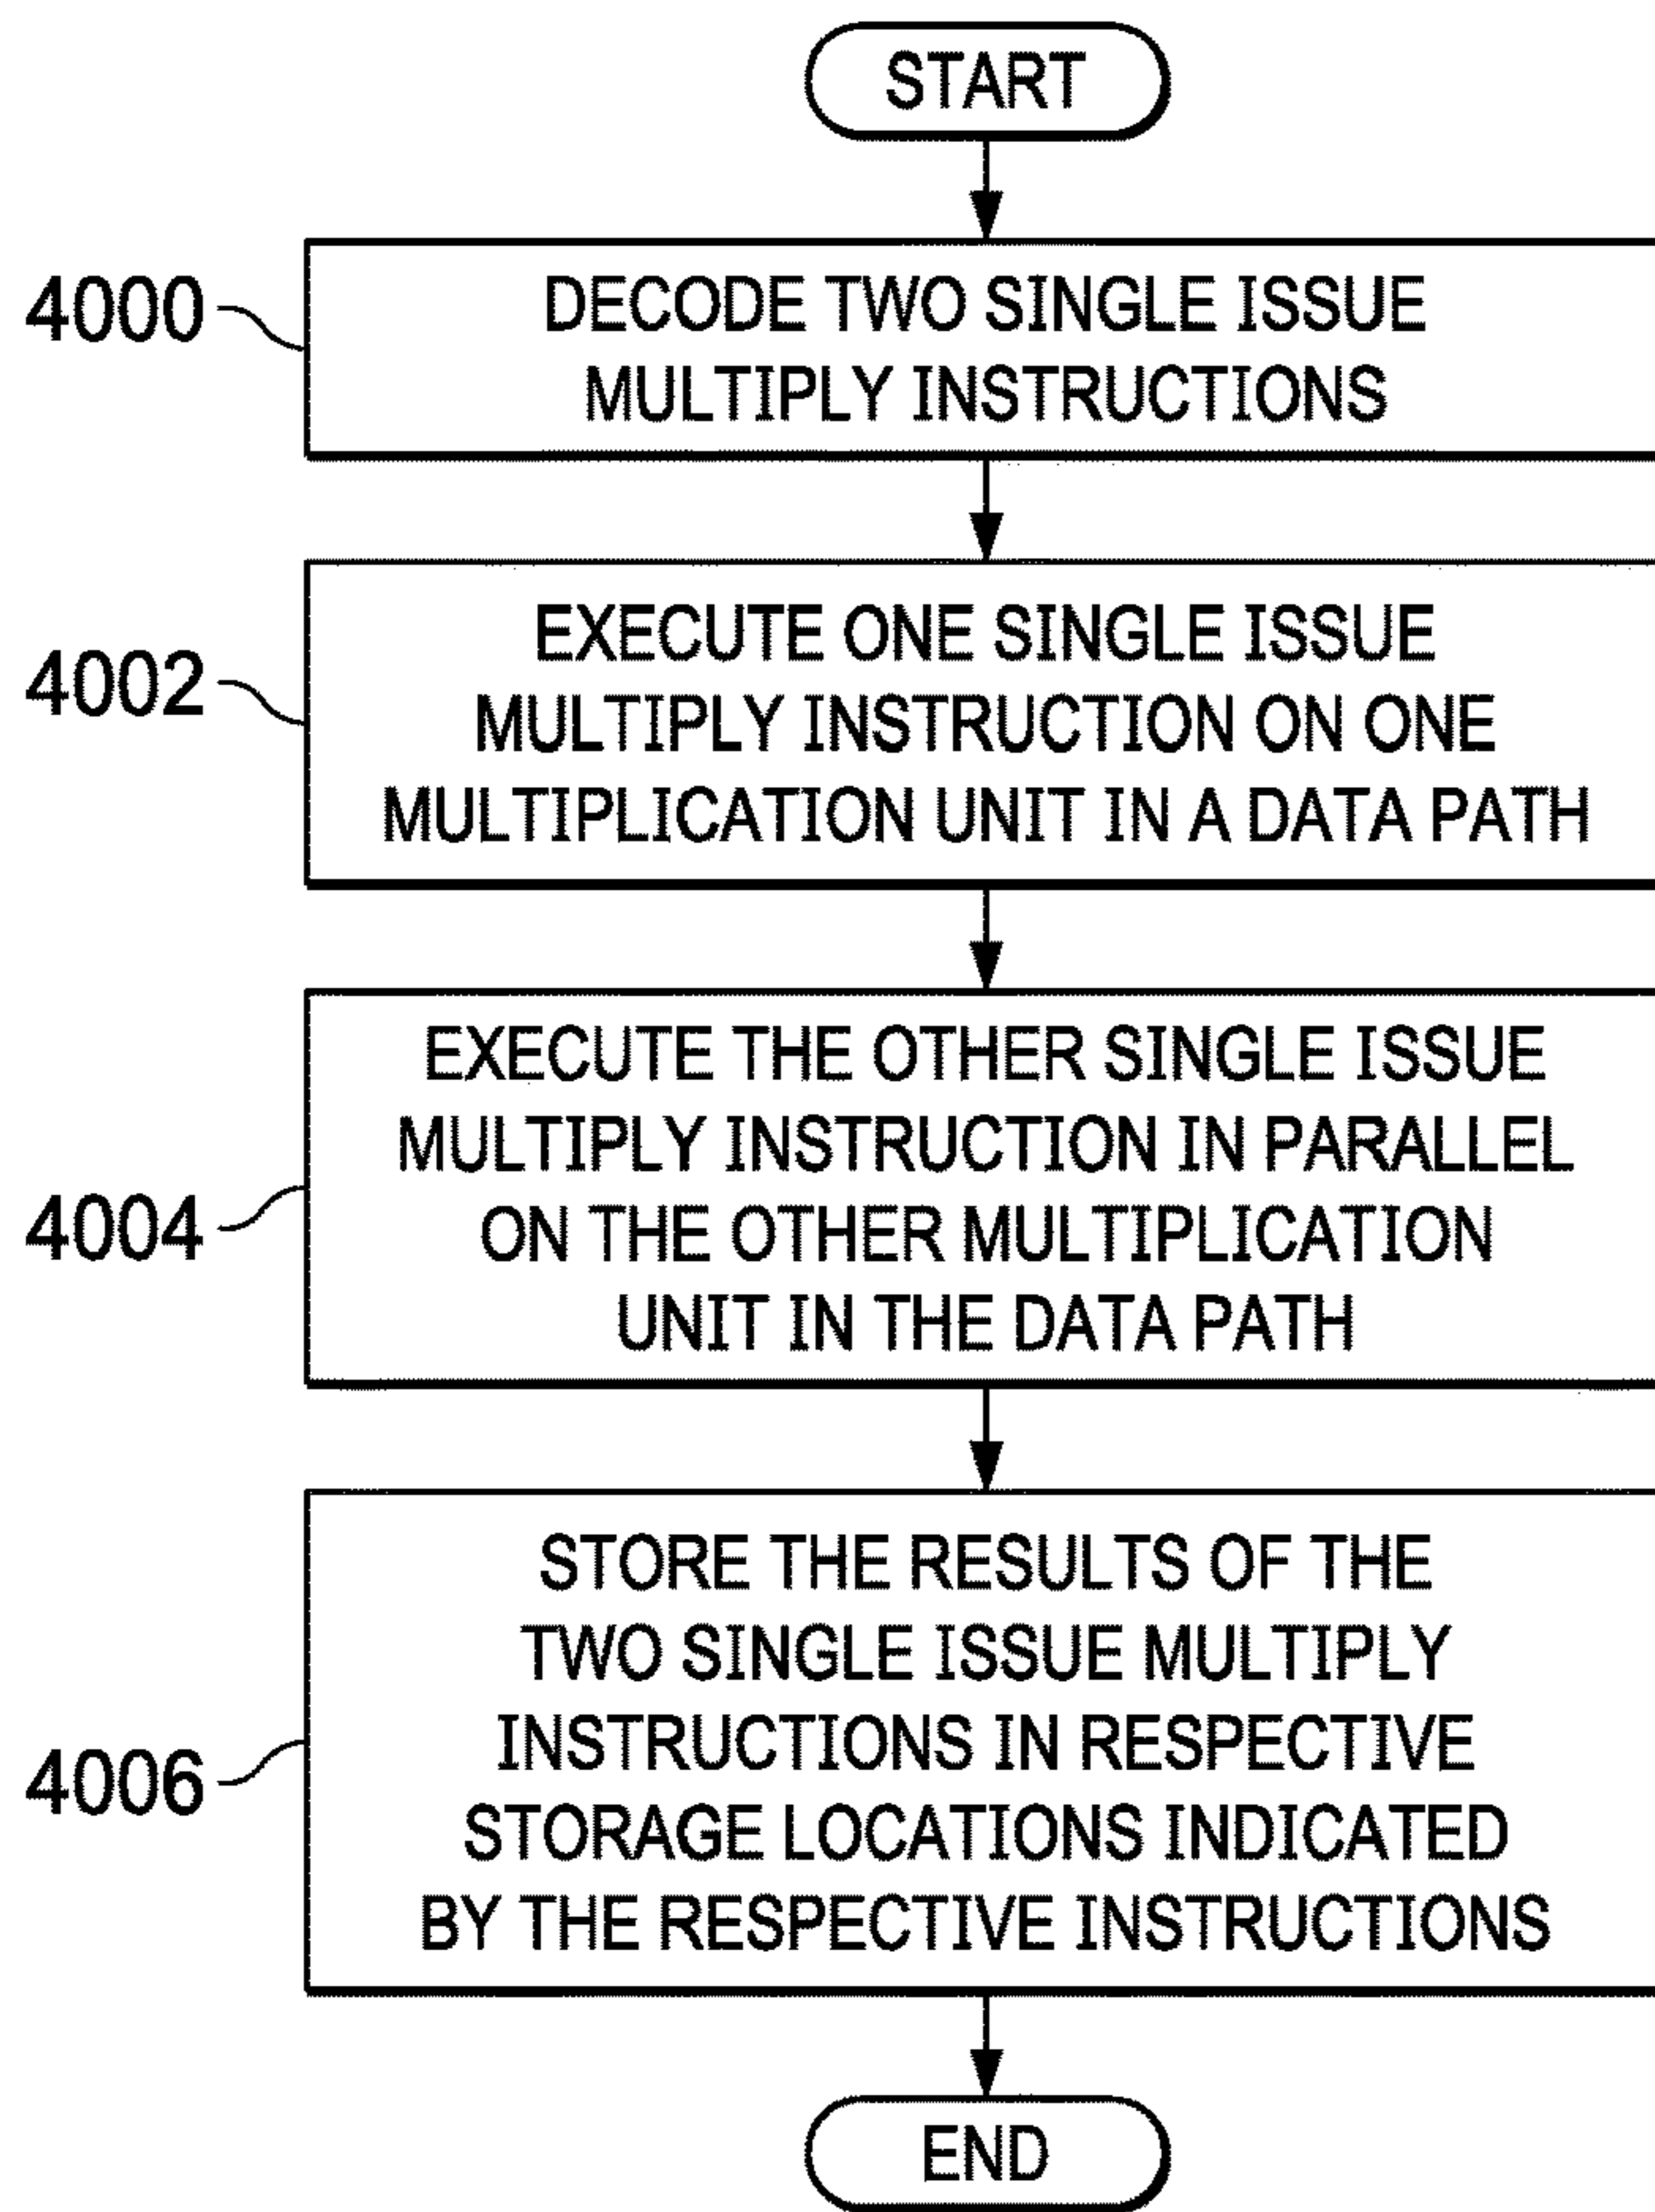 START
4000
DECODE TWO SINGLE ISSUE
MULTIPLY INSTRUCTIONS
4002
EXECUTE ONE SINGLE ISSUE
MULTIPLY INSTRUCTION ON ONE
MULTIPLICATION UNIT IN A DATA PATH
4004
EXECUTE THE OTHER SINGLE ISSUE
MULTIPLY INSTRUCTION IN PARALLEL
ON THE OTHER MULTIPLICATION
UNIT IN THE DATA PATH
4006
STORE THE RESULTS OF THE
TWO SINGLE ISSUE MULTIPLY
INSTRUCTIONS IN RESPECTIVE
STORAGE LOCATIONS INDICATED
BY THE RESPECTIVE INSTRUCTIONS
END